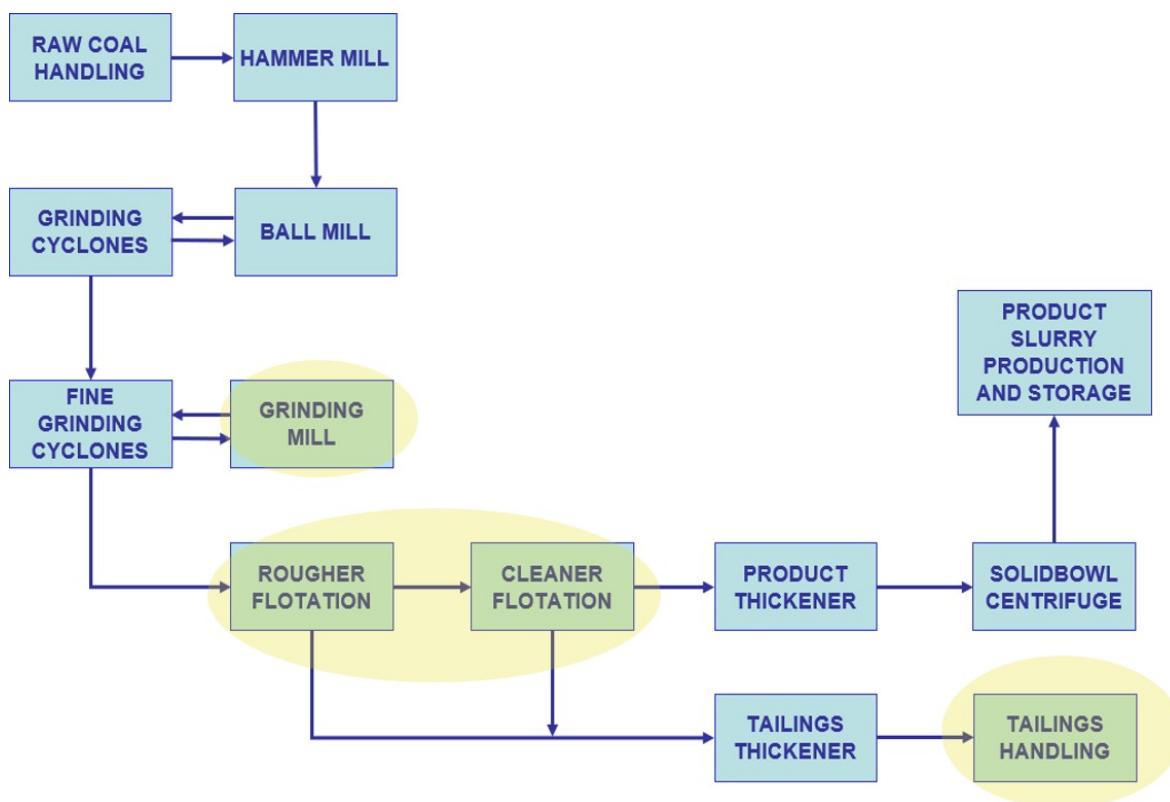 RAW COAL
HANDLING
HAMMER MILL
GRINDING
CYCLONES
BALL MILL
PRODUCT
SLURRY
PRODUCTION
AND STORAGE
FINE
GRINDING
CYCLONES
GRINDING
MILL
ROUGHER
FLOTATION
CLEANER
FLOTATION
PRODUCT
THICKENER
SOLIDBOWL
CENTRIFUGE
TAILINGS
THICKENER
TAILINGS
HANDLING